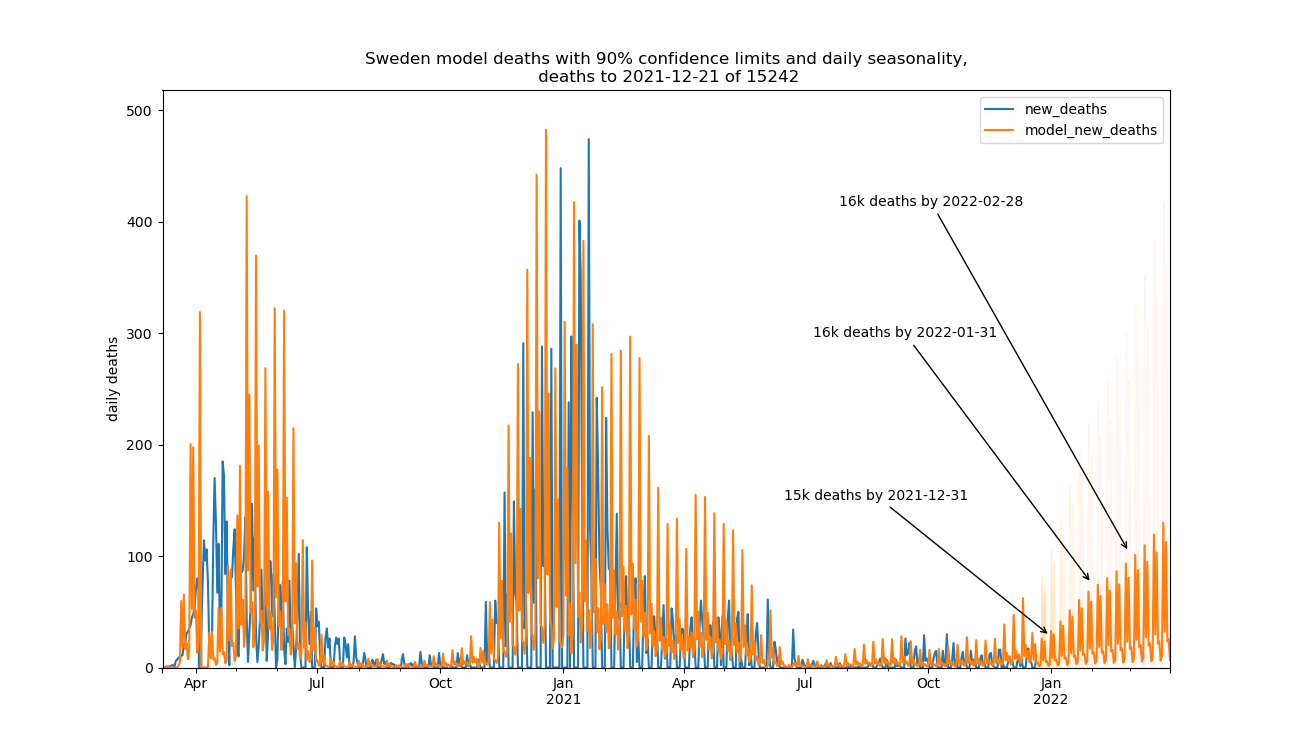 Sweden model deaths with 90% confidence limits and daily seasonality,
deaths to 2021-12-21 of 15242
new_deaths
model_new_deaths
500
400
300
200
100
0
daily deaths
16k deaths by 2022-02-28
16k deaths by 2022-01-31
15k deaths by 2021-12-31
Apr
Jul
Oct
Jan
2021
Apr
Jul
Oct
Jan
2022